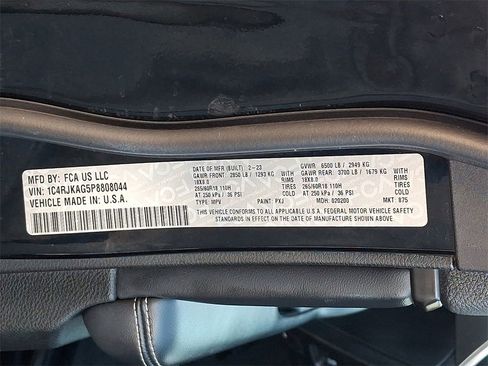 MFD BY: FCA US LLC
VIN: 1C4RJKAG5P8808044
VEHICLE MADE IN U.S.A.
DATE OF MFR (BUILT) 2-23 GVWR 6500 LB / 2949 KG
GAWR FRONT: 2850 LB / 1293 KG GAWR REAR: 3700 LB / 1679 KG
WITH RIMS WITH RIMS
18X8.0 18X8.0
265/60R18 110H TIRES 265/60R18 110H TIRES
AT 250 kPa / 36 PSI COLD AT 250 kPa / 36 PSI COLD
TYPE: MPV PAINT: PXJ MDH: 020200 MKT: 875
THIS VEHICLE CONFORMS TO ALL APPLICABLE U.S.A. FEDERAL MOTOR VEHICLE SAFETY
STANDARDS IN EFFECT ON THE DATE OF MANUFACTURE SHOWN ABOVE.